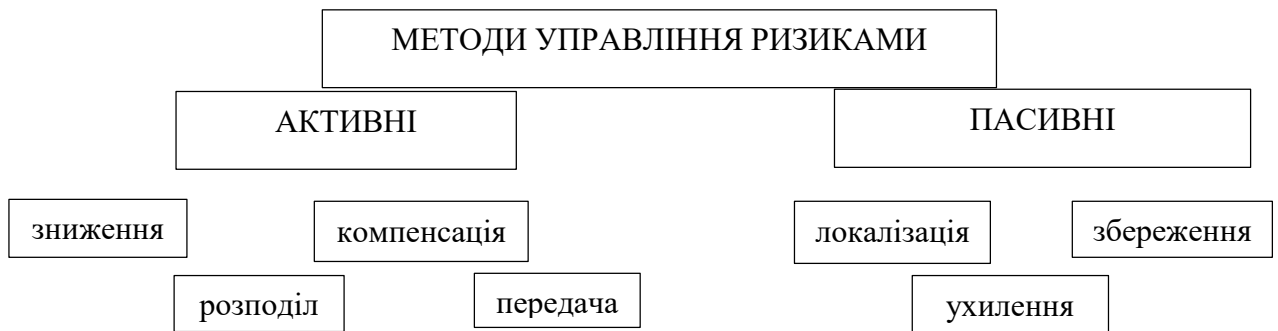 МЕТОДИ УПРАВЛІННЯ РИЗИКАМИ
АКТИВНІ
ПАСИВНІ
зниження
компенсація
локалізація
збереження
розподіл
передача
ухилення